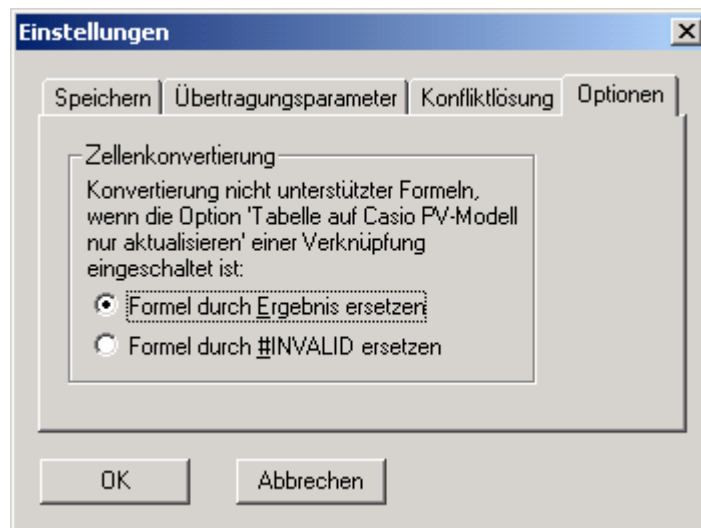 Einstellungen
Speichern Übertragungsparameter Konfliktlösung Optionen
Zellenkonvertierung
Konvertierung nicht unterstützter Formeln,
wenn die Option 'Tabelle auf Casio PV-Modell
nur aktualisieren' einer Verknüpfung
eingeschaltet ist:
Formel durch Ergebnis ersetzen
Formel durch #INVALID ersetzen
OK Abbrechen